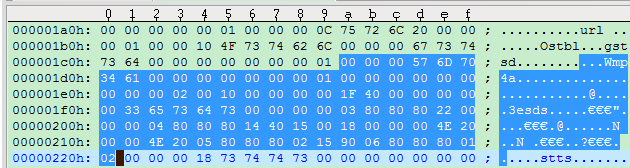 0 1 2 3 4 5 6 7 8 9 a b c d e f
000001a0h: 00 00 00 00 01 00 00 00 0C 75 72 6C 20 00 00 00 ; .........url ...
000001b0h: 00 01 00 00 10 4F 73 74 62 6C 00 00 00 67 73 74 ; .....Ostbl...gst
000001c0h: 73 64 00 00 00 00 00 00 00 01 00 00 00 57 6D 70 ; sd...........Wmp
000001d0h: 34 61 00 00 00 00 00 00 00 01 00 00 00 00 00 00 ; 4a..............
000001e0h: 00 00 00 02 00 10 00 00 00 00 1F 40 00 00 00 00 ; ...........@....
000001f0h: 00 33 65 73 64 73 00 00 00 00 03 80 80 80 22 00 ; .3esds.....€€€".
00000200h: 00 00 04 80 80 80 14 40 15 00 18 00 00 00 4E 20 ; ...€€€.@......N
00000210h: 00 00 4E 20 05 80 80 80 02 15 90 06 80 80 80 01 ; ..N .€€€..?.€€€.
00000220h: 02 00 00 00 18 73 74 74 73 00 00 00 00 00 00 00 ; .....stts.......